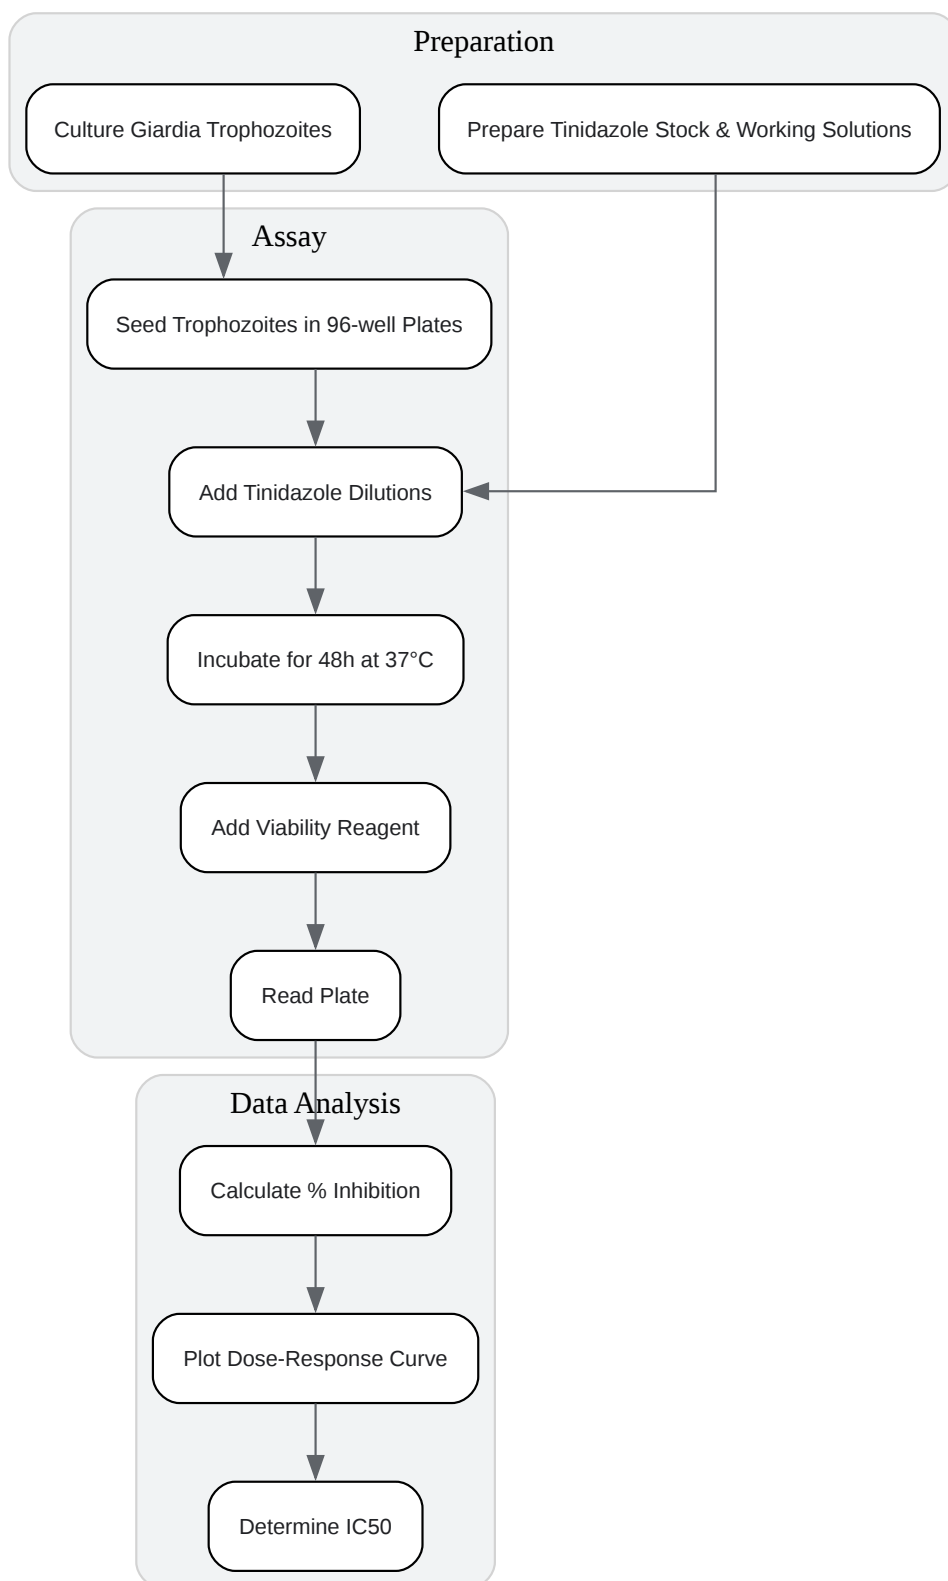 Preparation
Culture Giardia Trophozoites
Prepare Tinidazole Stock & Working Solutions
Assay
Seed Trophozoites in 96-well Plates
Add Tinidazole Dilutions
Incubate for 48h at 37°C
Add Viability Reagent
Read Plate
Data Analysis
Calculate % Inhibition
Plot Dose-Response Curve
Determine IC50